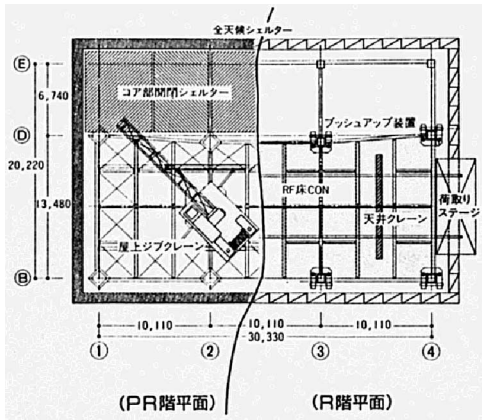 全天候シェルター
Ⓔ
コア部開閉シェルター
6,740
プッシュアップ装置
Ⓓ
20,220
RF床CON
荷取り
ステージ
13,480
天井クレーン
屋上ジブクレーン
Ⓑ
10,110
10,110
10,110
30,330
①
②
③
④
(PR階平面)
(R階平面)